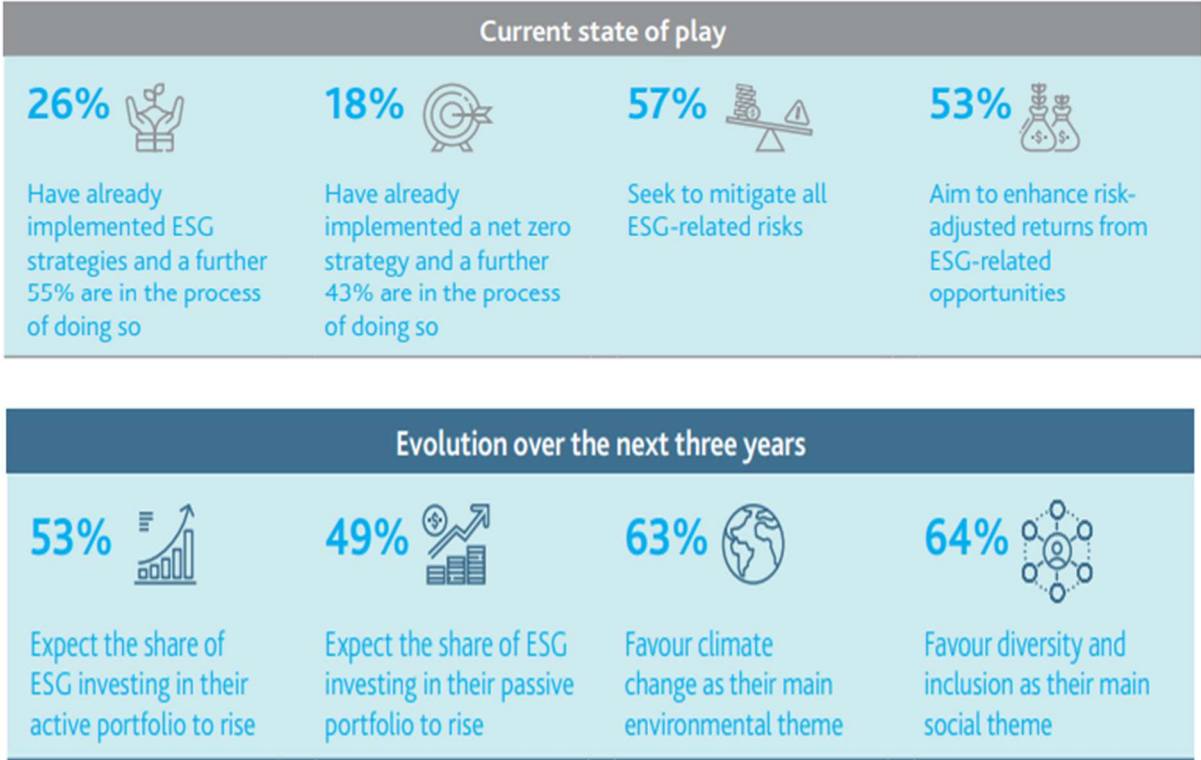 Current state of play
26%
Have already
implemented ESG
strategies and a further
55% are in the process
of doing so
18%
Have already
implemented a net zero
strategy and a further
43% are in the process
of doing so
57%
Seek to mitigate all
ESG-related risks
53%
Aim to enhance risk-
adjusted returns from
ESG-related
opportunities
Evolution over the next three years
53%
Expect the share of
ESG investing in their
active portfolio to rise
49%
Expect the share of ESG
investing in their passive
portfolio to rise
63%
Favour climate
change as their main
environmental theme
64%
Favour diversity and
inclusion as their main
social theme